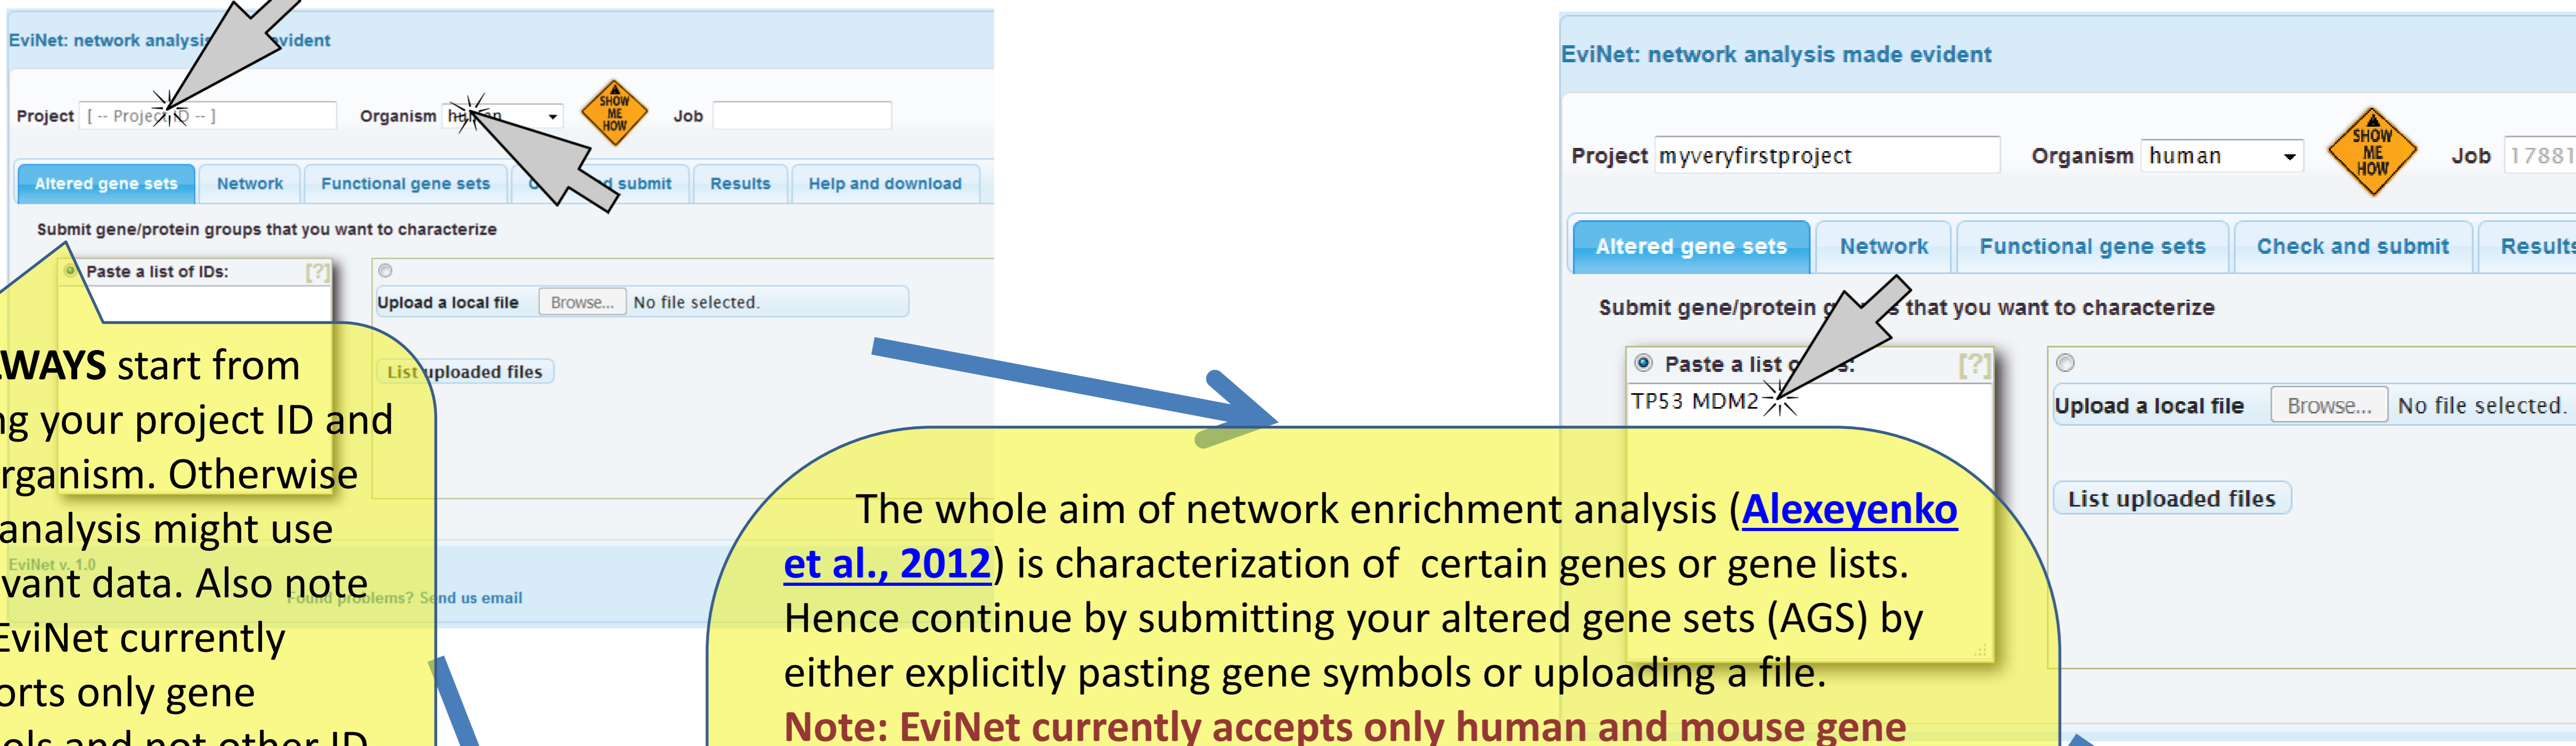 EviNet: network analysis evident
Project [ -- Project ID -- ] Organism human SHOW ME HOW Job
Altered gene sets Network Functional gene sets submit Results Help and download
Submit gene/protein groups that you want to characterize
Paste a list of IDs: [?]
Upload a local file Browse... No file selected.
List uploaded files
WAYS start from
your project ID and
Otherwise
analysis might use
data. Also note
EviNet currently
only gene
and not other ID
EviNet v. 1.0
Found problems? Send us email
EviNet: network analysis made evident
Project myveryfirstproject Organism human SHOW ME HOW Job 17881
Altered gene sets Network Functional gene sets Check and submit Results
Submit gene/protein that you want to characterize
Paste a list [?]
TP53 MDM2
Upload a local file Browse... No file selected.
List uploaded files
The whole aim of network enrichment analysis (Alexeyenko
et al., 2012) is characterization of certain genes or gene lists.
Hence continue by submitting your altered gene sets (AGS) by
either explicitly pasting gene symbols or uploading a file.
Note: EviNet currently accepts only human and mouse gene